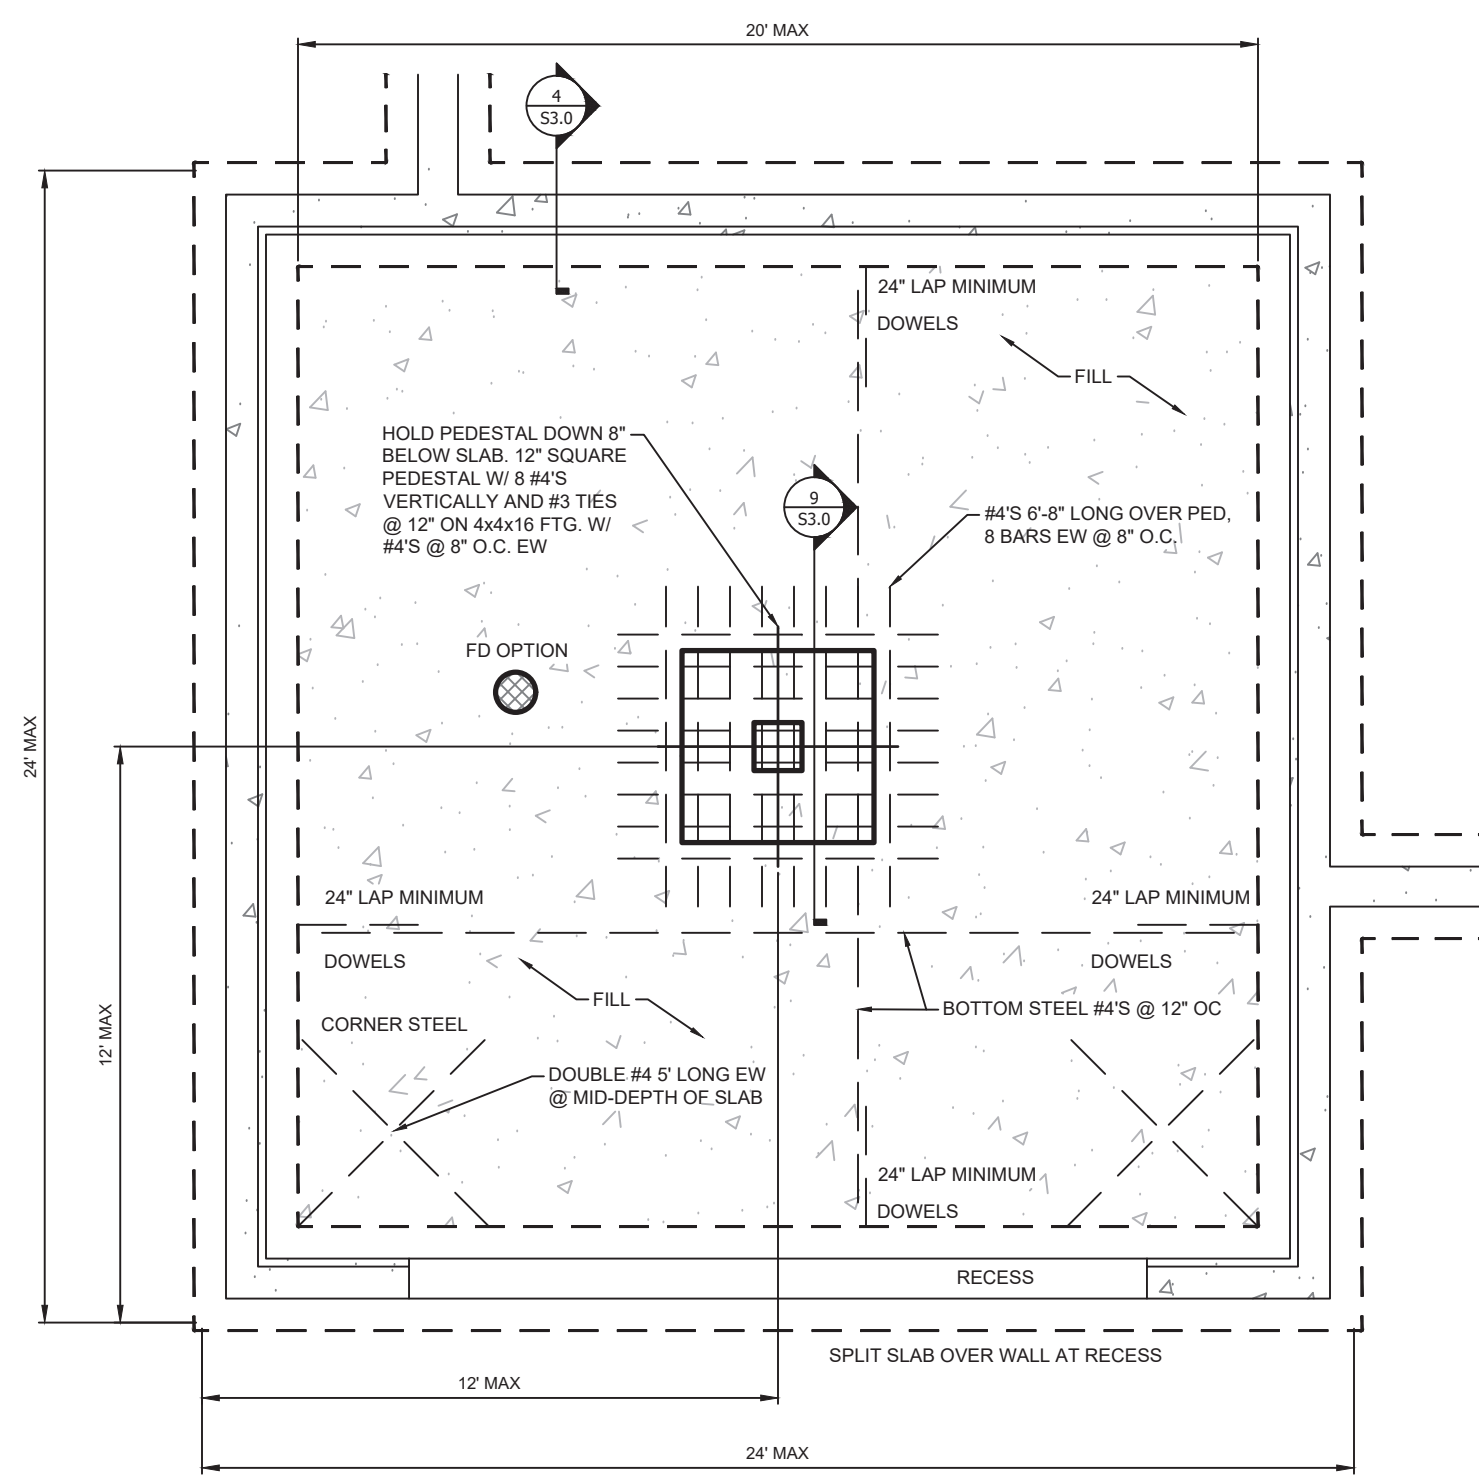 20' MAX
4
S3.0
24" LAP MINIMUM
DOWELS
FILL
HOLD PEDESTAL DOWN 8"
BELOW SLAB. 12" SQUARE
PEDESTAL W/ 8 #4'S
VERTICALLY AND #3 TIES
@ 12" ON 4x4x16 FTG. W/
#4'S @ 8" O.C. EW
9
S3.0
#4'S 6'-8" LONG OVER PED,
8 BARS EW @ 8" O.C.
FD OPTION
24' MAX
24" LAP MINIMUM
24" LAP MINIMUM
DOWELS
DOWELS
FILL
BOTTOM STEEL #4'S @ 12" OC
CORNER STEEL
12' MAX
DOUBLE #4 5' LONG EW
@ MID-DEPTH OF SLAB
24" LAP MINIMUM
DOWELS
RECESS
SPLIT SLAB OVER WALL AT RECESS
12' MAX
24' MAX